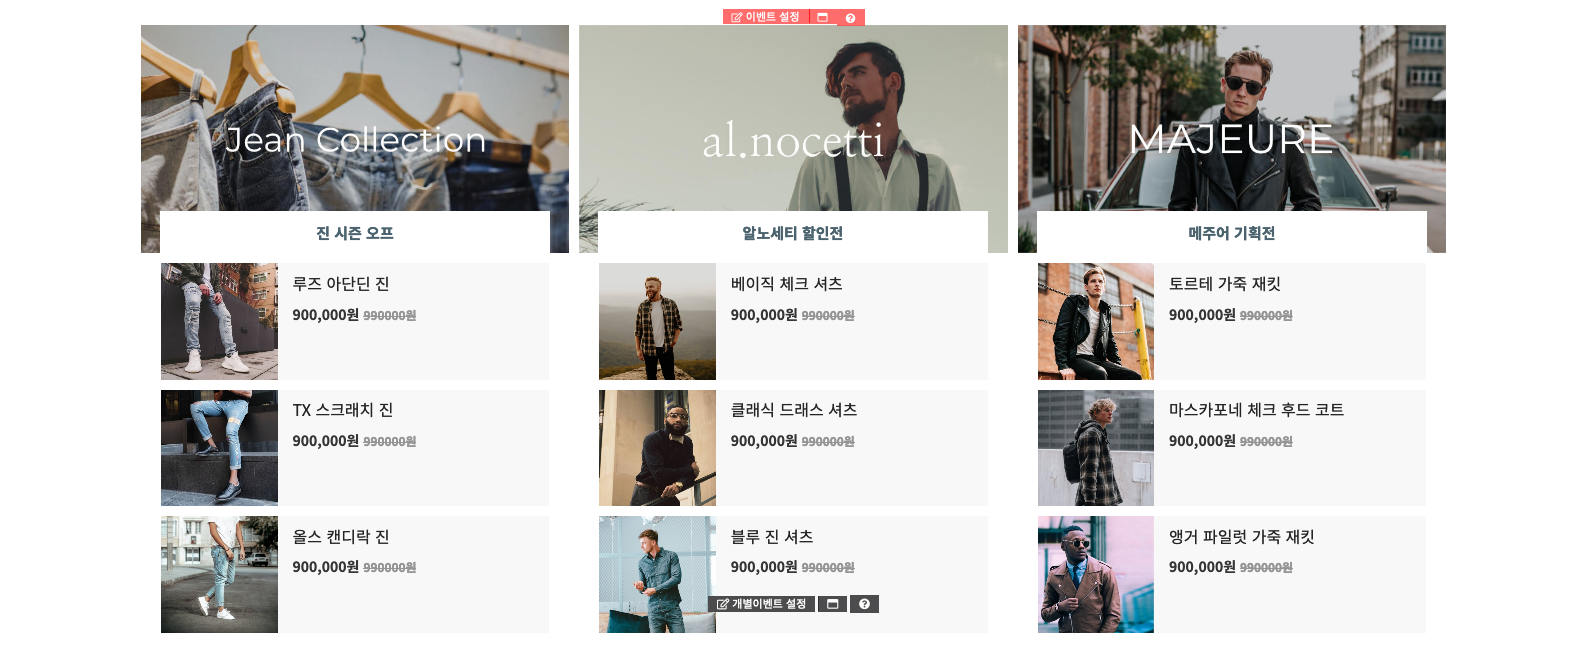 이벤트 설정
Jean Collection
al.nocetti
MAJEURE
진 시즌 오프
알노세티 할인전
메주어 기획전
루즈 아단딘 진
900,000원 990000원
TX 스크래치 진
900,000원 990000원
올스 캔디락 진
900,000원 990000원
베이직 체크 셔츠
900,000원 990000원
클래식 드래스 셔츠
900,000원 990000원
블루 진 셔츠
900,000원 990000원
개별이벤트 설정
토르테 가죽 재킷
900,000원 990000원
마스카포네 체크 후드 코트
900,000원 990000원
앵거 파일럿 가죽 재킷
900,000원 990000원